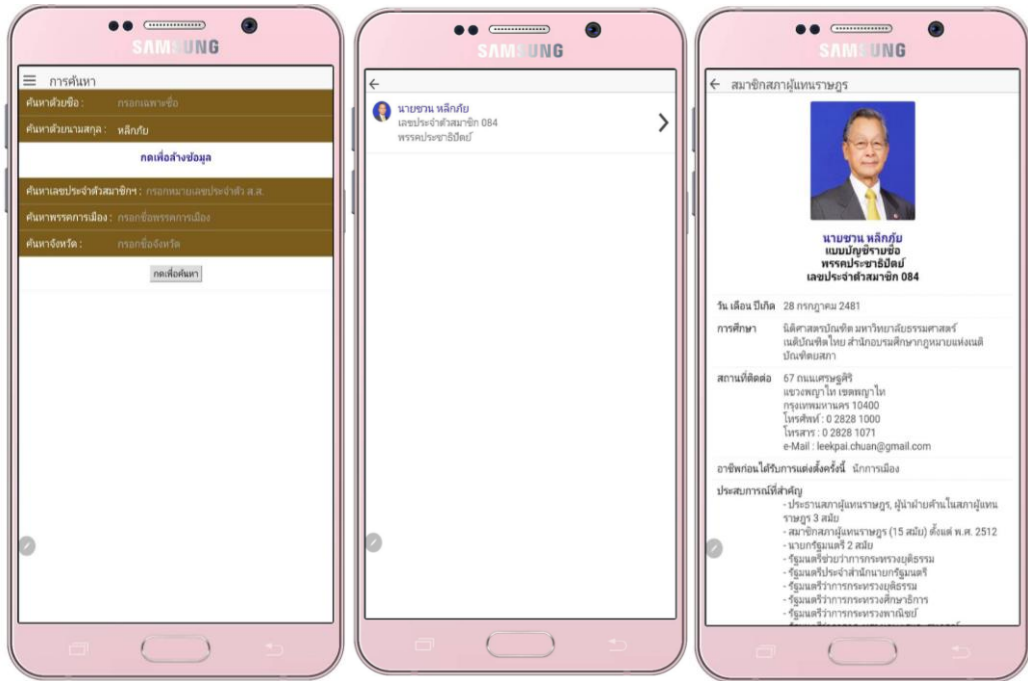 SAMSUNG
การค้นหา
ค้นหาด้วยชื่อ : กรอกเฉพาะชื่อ
ค้นหาด้วยนามสกุล : หลีกภัย
กดเพื่อล้างข้อมูล
ค้นหาเลขประจำตัวสมาชิกฯ : กรอกหมายเลขประจำตัว ส.ส.
ค้นหาพรรคการเมือง : กรอกชื่อพรรคการเมือง
ค้นหาจังหวัด : กรอกชื่อจังหวัด
กดเพื่อค้นหา
SAMSUNG
นายชวน หลีกภัย
เลขประจำตัวสมาชิก 084
พรรคประชาธิปัตย์
SAMSUNG
สมาชิกสภาผู้แทนราษฎร
นายชวน หลีกภัย
แบบบัญชีรายชื่อ
พรรคประชาธิปัตย์
เลขประจำตัวสมาชิก 084
วัน เดือน ปีเกิด 28 กรกฎาคม 2481
การศึกษา นิติศาสตรบัณฑิต มหาวิทยาลัยธรรมศาสตร์
เนติบัณฑิตไทย สำนักอบรมศึกษากฎหมายแห่งเนติ
บัณฑิตยสภา
สถานที่ติดต่อ 67 ถนนเศรษฐศิริ
แขวงพญาไท เขตพญาไท
กรุงเทพมหานคร 10400
โทรศัพท์ : 0 2828 1000
โทรสาร : 0 2828 1071
e-Mail : leekpai.chuan@gmail.com
อาชีพก่อนได้รับการแต่งตั้งครั้งนี้ นักการเมือง
ประสบการณ์ที่สำคัญ
- ประธานสภาผู้แทนราษฎร, ผู้นำฝ่ายค้านในสภาผู้แทน
ราษฎร 3 สมัย
- สมาชิกสภาผู้แทนราษฎร (15 สมัย) ตั้งแต่ พ.ศ. 2512
- นายกรัฐมนตรี 2 สมัย
- รัฐมนตรีช่วยว่าการกระทรวงยุติธรรม
- รัฐมนตรีประจำสำนักนายกรัฐมนตรี
- รัฐมนตรีว่าการกระทรวงยุติธรรม
- รัฐมนตรีว่าการกระทรวงศึกษาธิการ
- รัฐมนตรีว่าการกระทรวงพาณิชย์